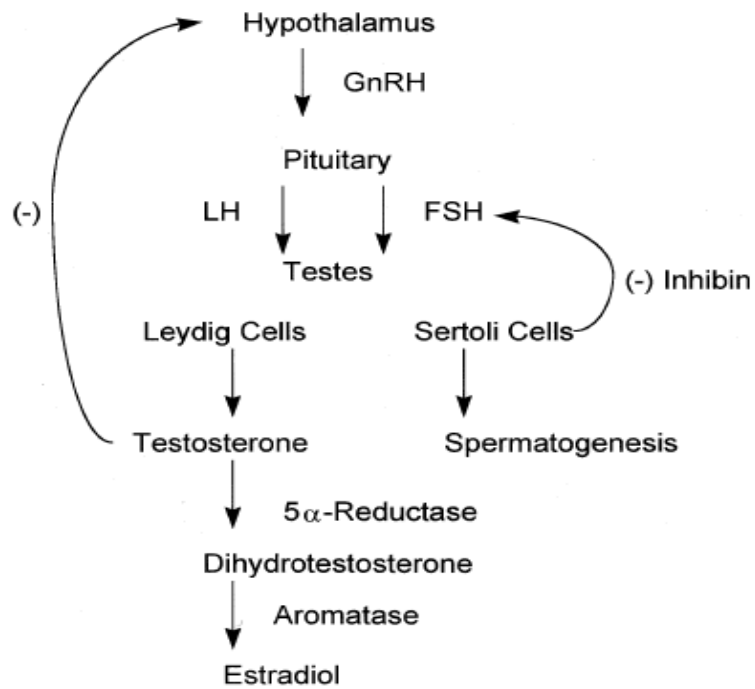 Hypothalamus
GnRH
Pituitary
(-) LH FSH
Testes
(-) Inhibin
Leydig Cells Sertoli Cells
Testosterone Spermatogenesis
5α-Reductase
Dihydrotestosterone
Aromatase
Estradiol